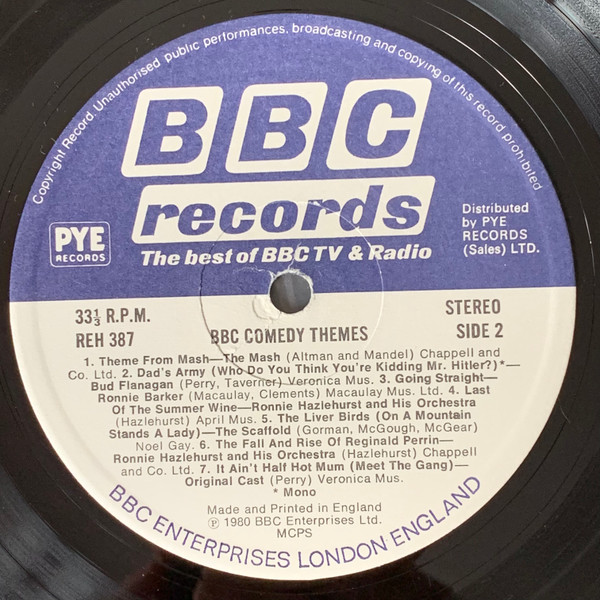 Copyright Record. Unauthorised public performances, broadcasting and copying of this record prohibited
BBC
records
The best of BBC TV & Radio
PYE
RECORDS
Distributed
by PYE
RECORDS
(Sales) LTD.
33⅓ R.P.M.
STEREO
REH 387
BBC COMEDY THEMES
SIDE 2
1. Theme From Mash—The Mash (Altman and Mandel) Chappell and
Co. Ltd. 2. Dad's Army (Who Do You Think You're Kidding Mr. Hitler?)*—
Bud Flanagan (Perry, Taverner) Veronica Mus. 3. Going Straight—
Ronnie Barker (Macaulay, Clements) Macaulay Mus. Ltd. 4. Last
Of The Summer Wine—Ronnie Hazlehurst and His Orchestra
(Hazlehurst) April Mus. 5. The Liver Birds (On A Mountain
Stands A Lady)—The Scaffold (Gorman, McGough, McGear)
Noel Gay. 6. The Fall And Rise Of Reginald Perrin—
Ronnie Hazlehurst and His Orchestra (Hazlehurst) Chappell
and Co. Ltd. 7. It Ain't Half Hot Mum (Meet The Gang)—
Original Cast (Perry) Veronica Mus.
* Mono
Made and Printed in England
℗ 1980 BBC Enterprises Ltd.
MCPS
BBC ENTERPRISES LONDON ENGLAND